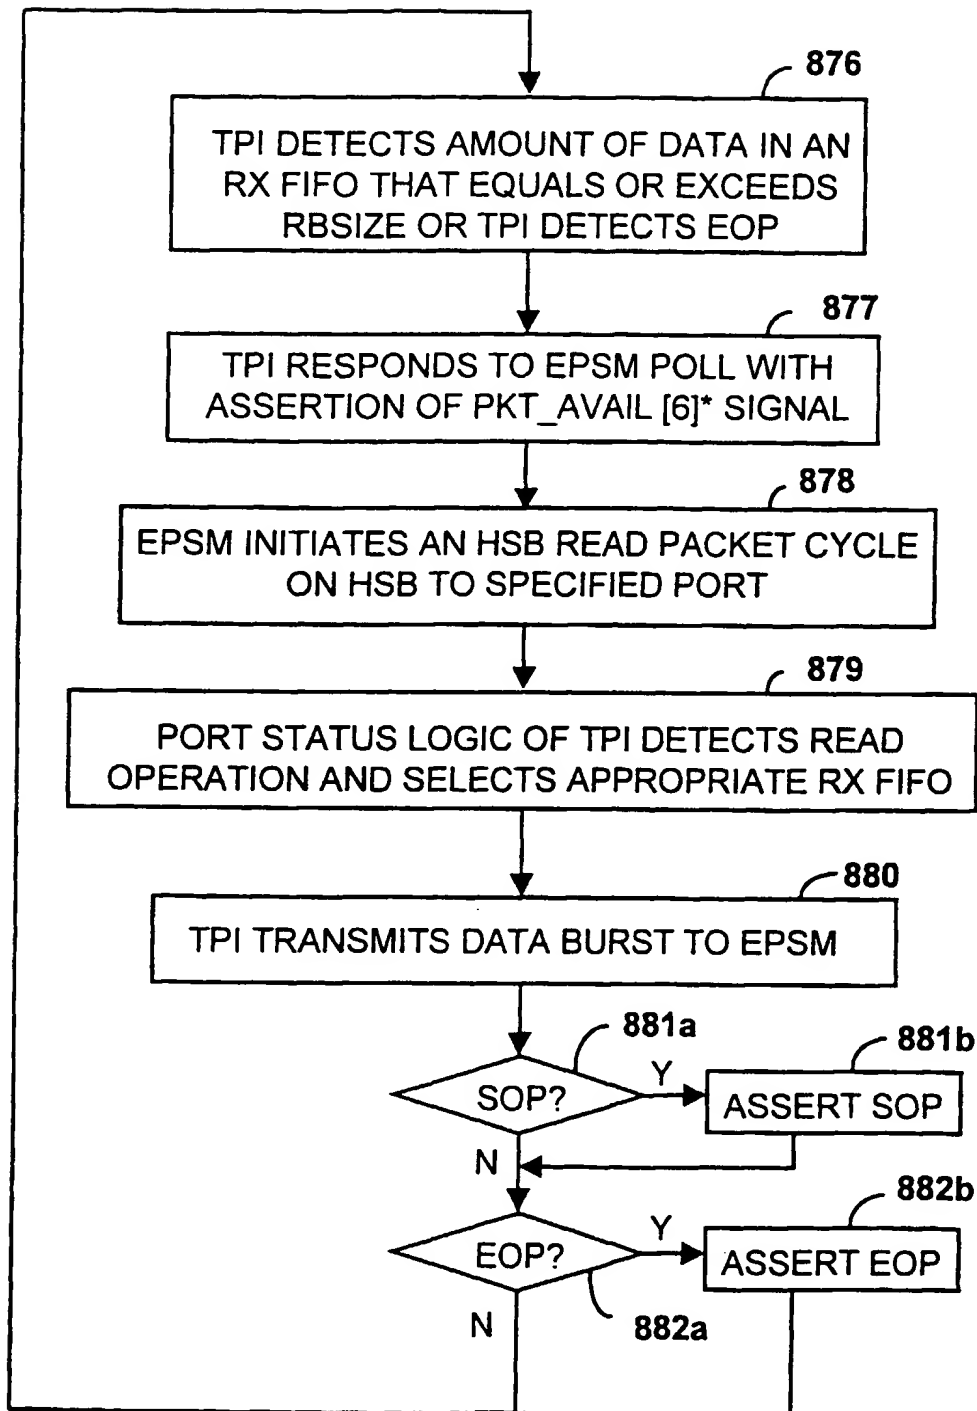 876
TPI DETECTS AMOUNT OF DATA IN AN
RX FIFO THAT EQUALS OR EXCEEDS
RBSIZE OR TPI DETECTS EOP
877
TPI RESPONDS TO EPSM POLL WITH
ASSERTION OF PKT_AVAIL [6]* SIGNAL
878
EPSM INITIATES AN HSB READ PACKET CYCLE
ON HSB TO SPECIFIED PORT
879
PORT STATUS LOGIC OF TPI DETECTS READ
OPERATION AND SELECTS APPROPRIATE RX FIFO
880
TPI TRANSMITS DATA BURST TO EPSM
881a
881b
SOP?
Y
ASSERT SOP
N
882b
EOP?
Y
ASSERT EOP
N
882a